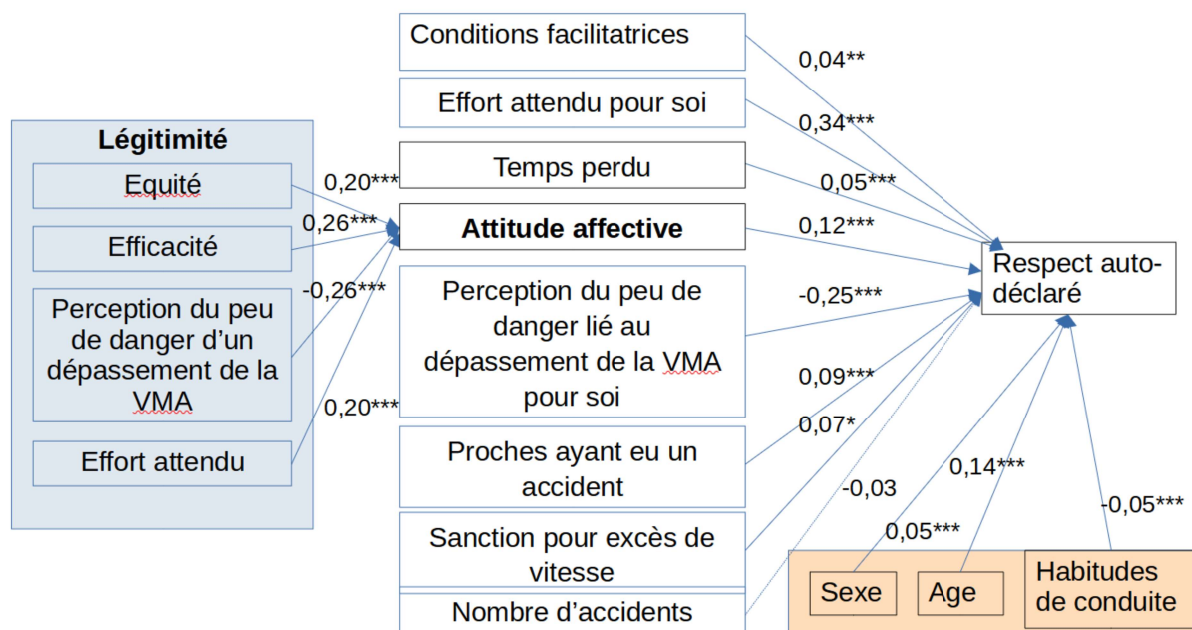 Légitimité
Equité
Efficacité
Perception du peu
de danger d'un
dépassement de la
VMA
Effort attendu
0,20***
0,26***
-0,26***
0,20***
Conditions facilitatrices
Effort attendu pour soi
Temps perdu
Attitude affective
Perception du peu de
danger lié au
dépassement de la VMA
pour soi
Proches ayant eu un
accident
Sanction pour excès de
vitesse
Nombre d'accidents
0,04**
0,34***
0,05***
0,12***
-0,25***
0,09***
0,07*
-0,03
0,05***
0,14***
-0,05***
Respect auto-
déclaré
Sexe
Age
Habitudes
de conduite